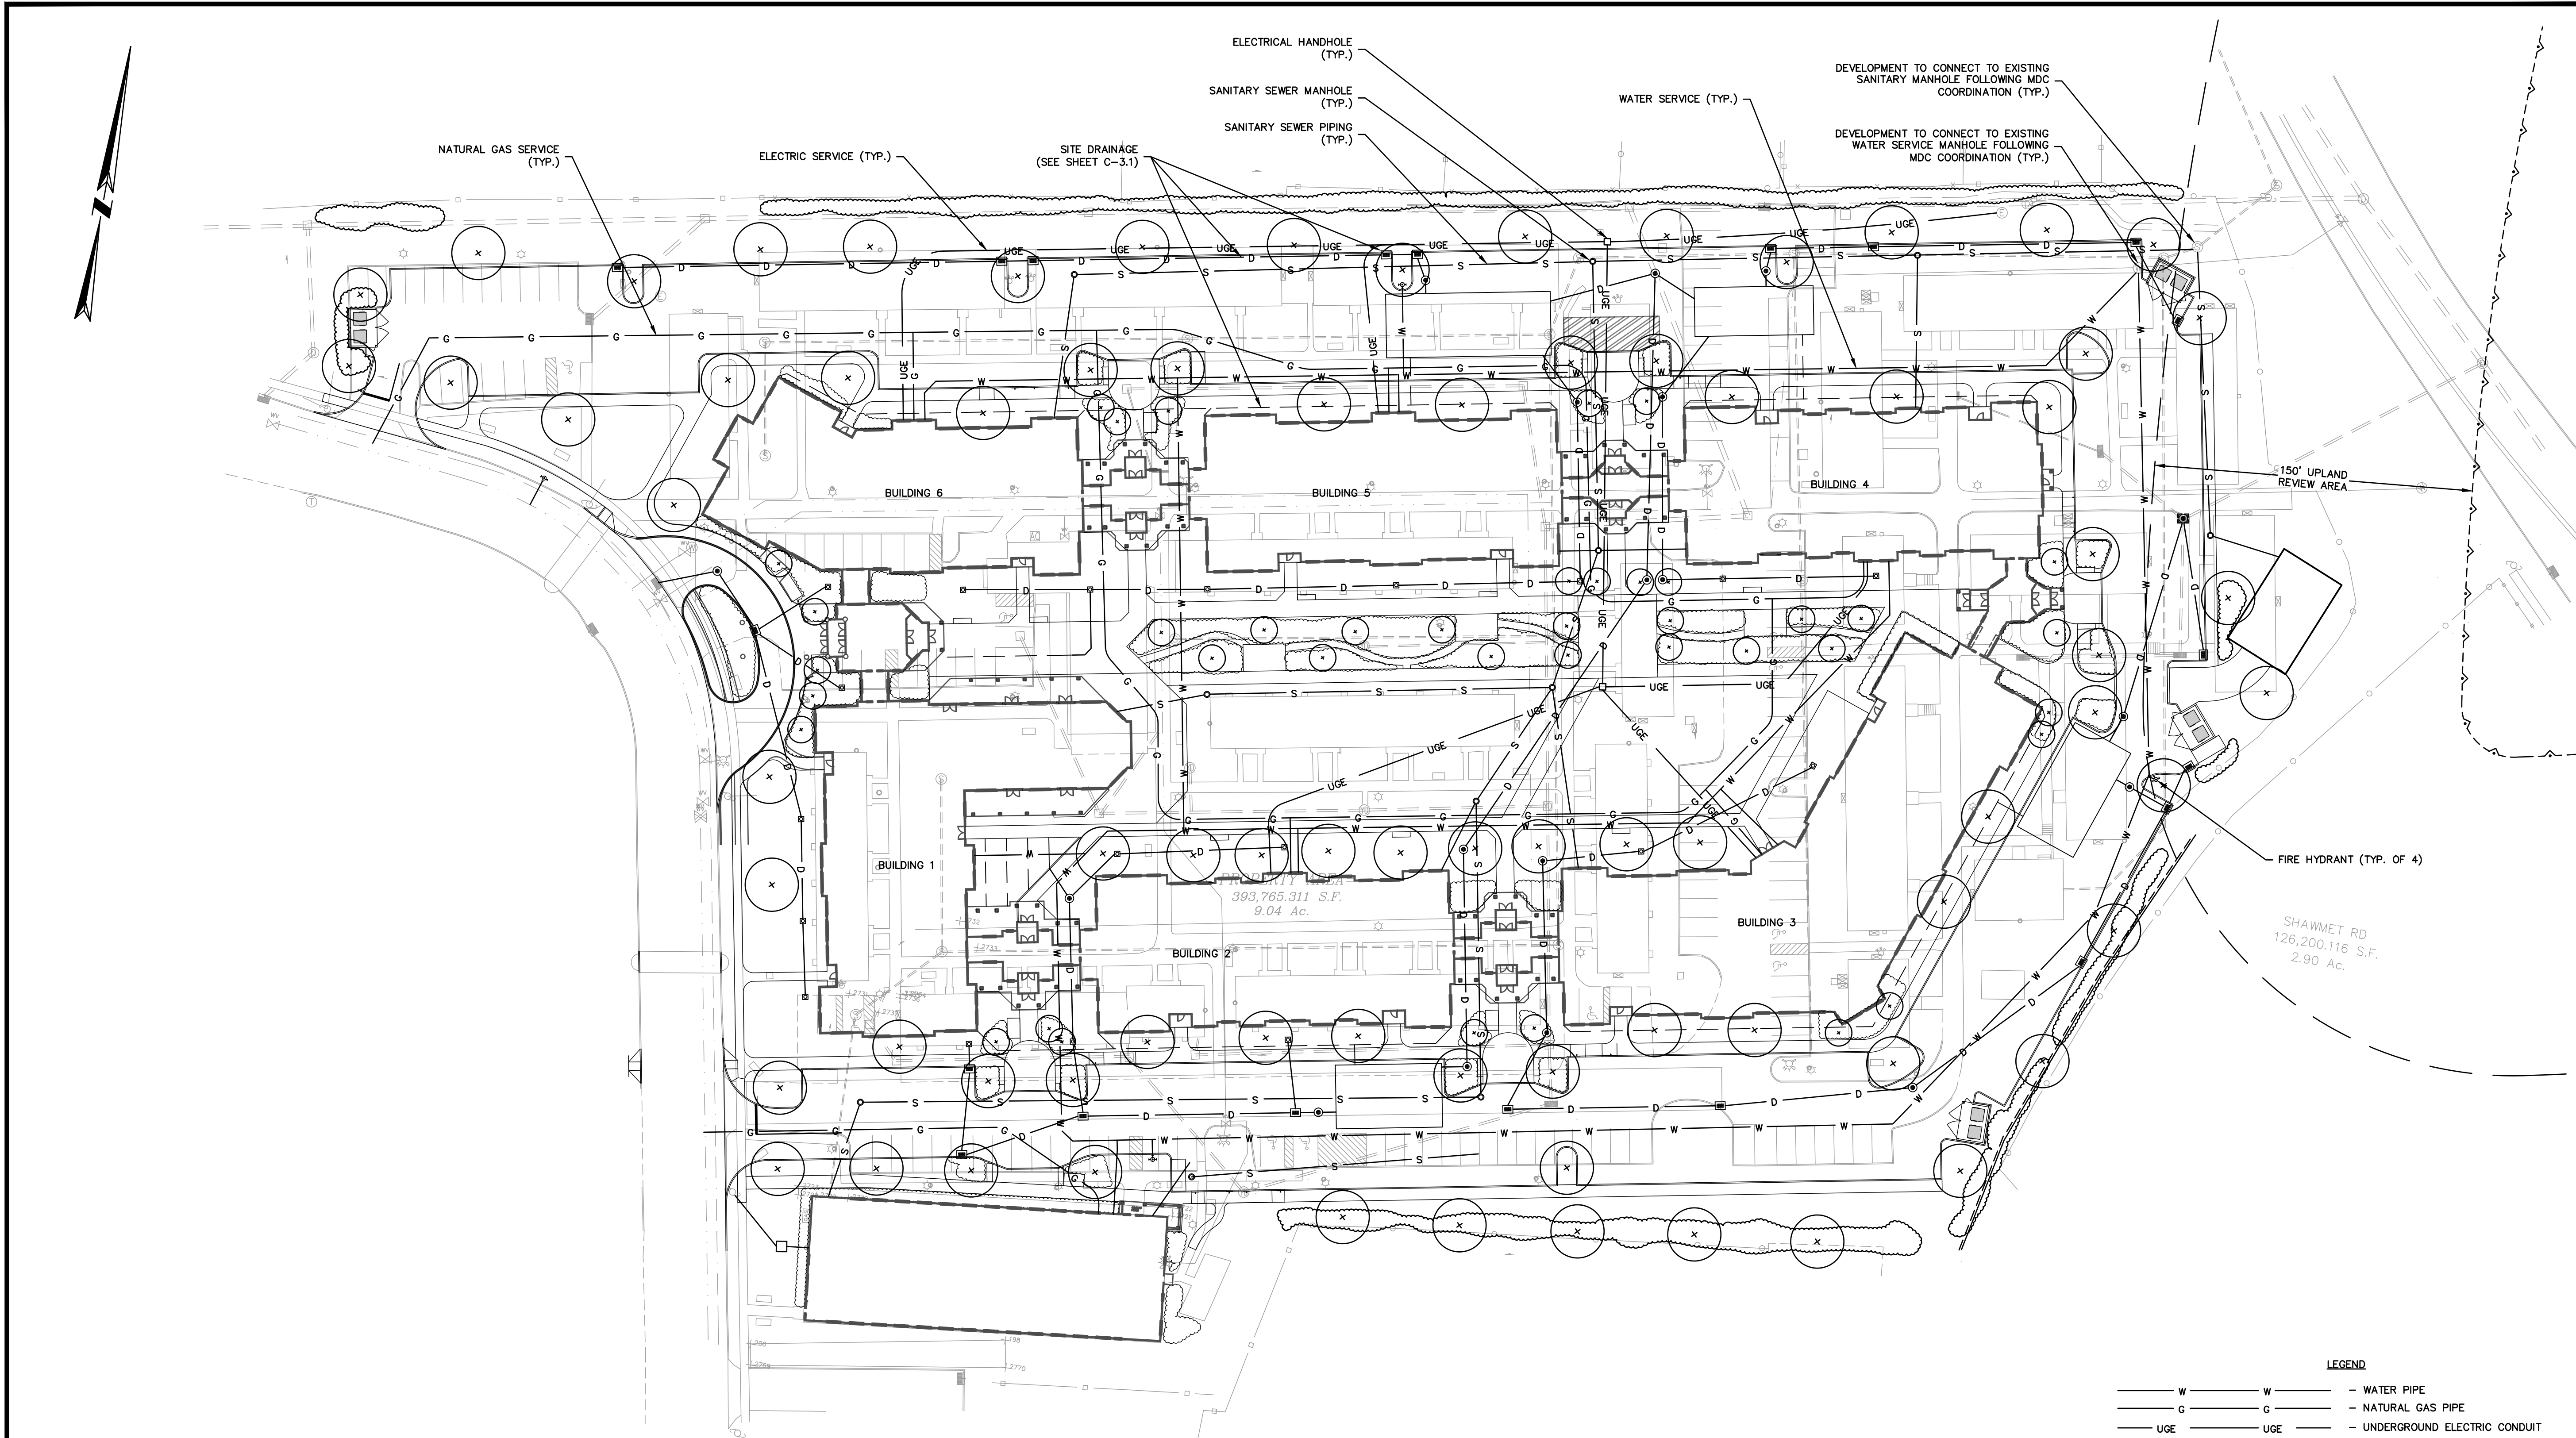 ELECTRICAL HANDHOLE
(TYP.)
SANITARY SEWER MANHOLE
(TYP.)
SANITARY SEWER PIPING
(TYP.)
WATER SERVICE (TYP.)
DEVELOPMENT TO CONNECT TO EXISTING
SANITARY MANHOLE FOLLOWING MDC
COORDINATION (TYP.)
DEVELOPMENT TO CONNECT TO EXISTING
WATER SERVICE MANHOLE FOLLOWING
MDC COORDINATION (TYP.)
NATURAL GAS SERVICE
(TYP.)
ELECTRIC SERVICE (TYP.)
SITE DRAINAGE
(SEE SHEET C-3.1)
N
150' UPLAND
REVIEW AREA
BUILDING 6
BUILDING 5
BUILDING 4
BUILDING 1
PROPERTY AREA
393,765.311 S.F.
9.04 Ac.
BUILDING 2
BUILDING 3
FIRE HYDRANT (TYP. OF 4)
SHAWMET RD
126,200.116 S.F.
2.90 Ac.
LEGEND
W W - WATER PIPE
G G - NATURAL GAS PIPE
UGE UGE - UNDERGROUND ELECTRIC CONDUIT